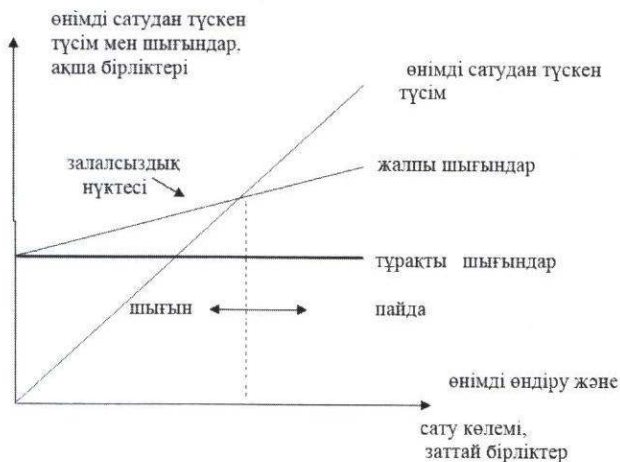 өнімді сатудан түскен
түсім мен шығындар,
ақша бірліктері
өнімді сатудан түскен
түсім
залалсыздық
нүктесі
жалпы шығындар
тұрақты шығындар
шығын
пайда
өнімді өндіру және
сату көлемі,
заттай бірліктер